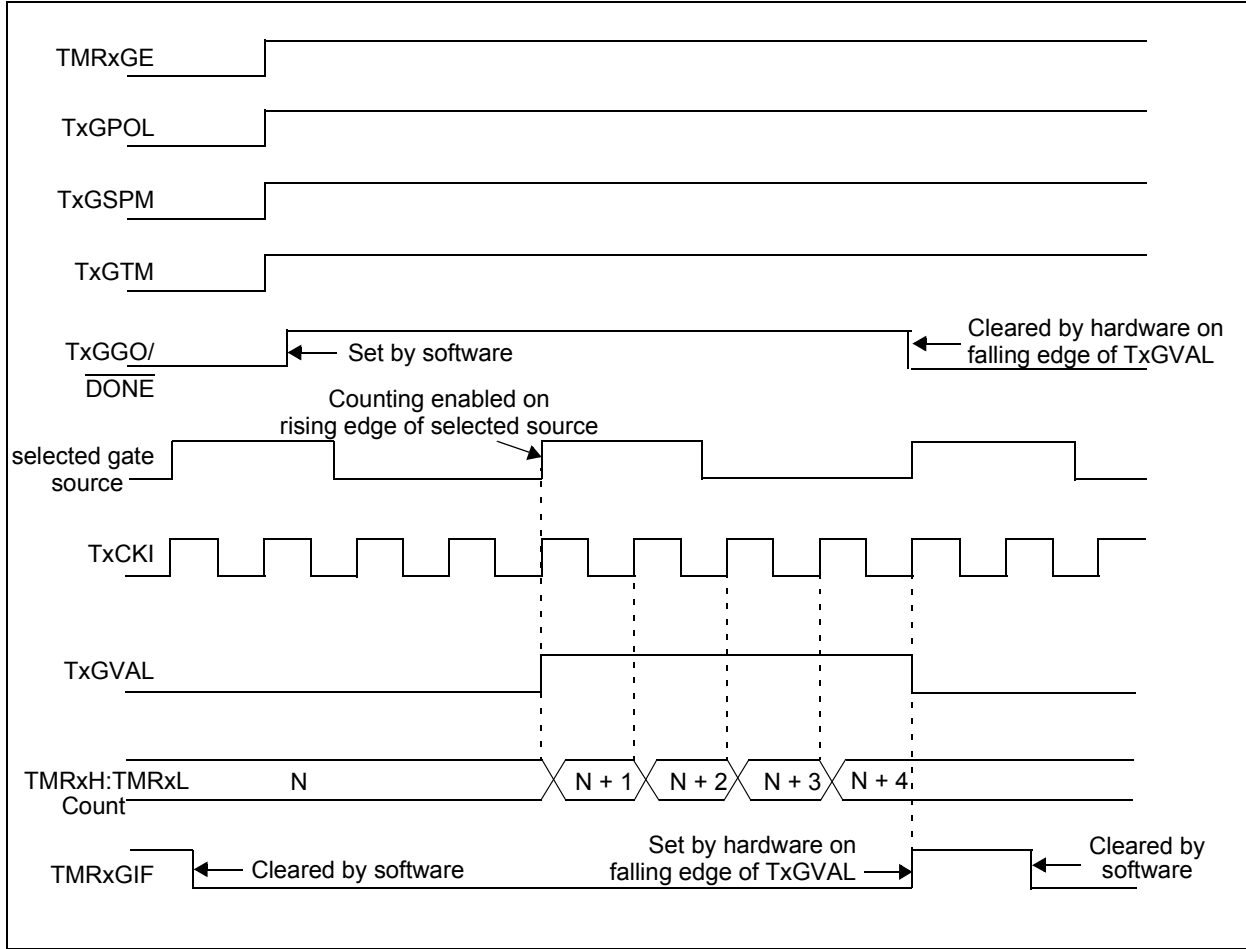 TMRxGE
TxGPOL
TxGSPM
TxGTM
TxGGO/
DONE
Set by software
Cleared by hardware on
falling edge of TxGVAL
Counting enabled on
rising edge of selected source
selected gate
source
TxCKI
TxGVAL
TMRxH:TMRxL
Count
N
N + 1
N + 2
N + 3
N + 4
TMRxGIF
Cleared by software
Set by hardware on
falling edge of TxGVAL
Cleared by
software